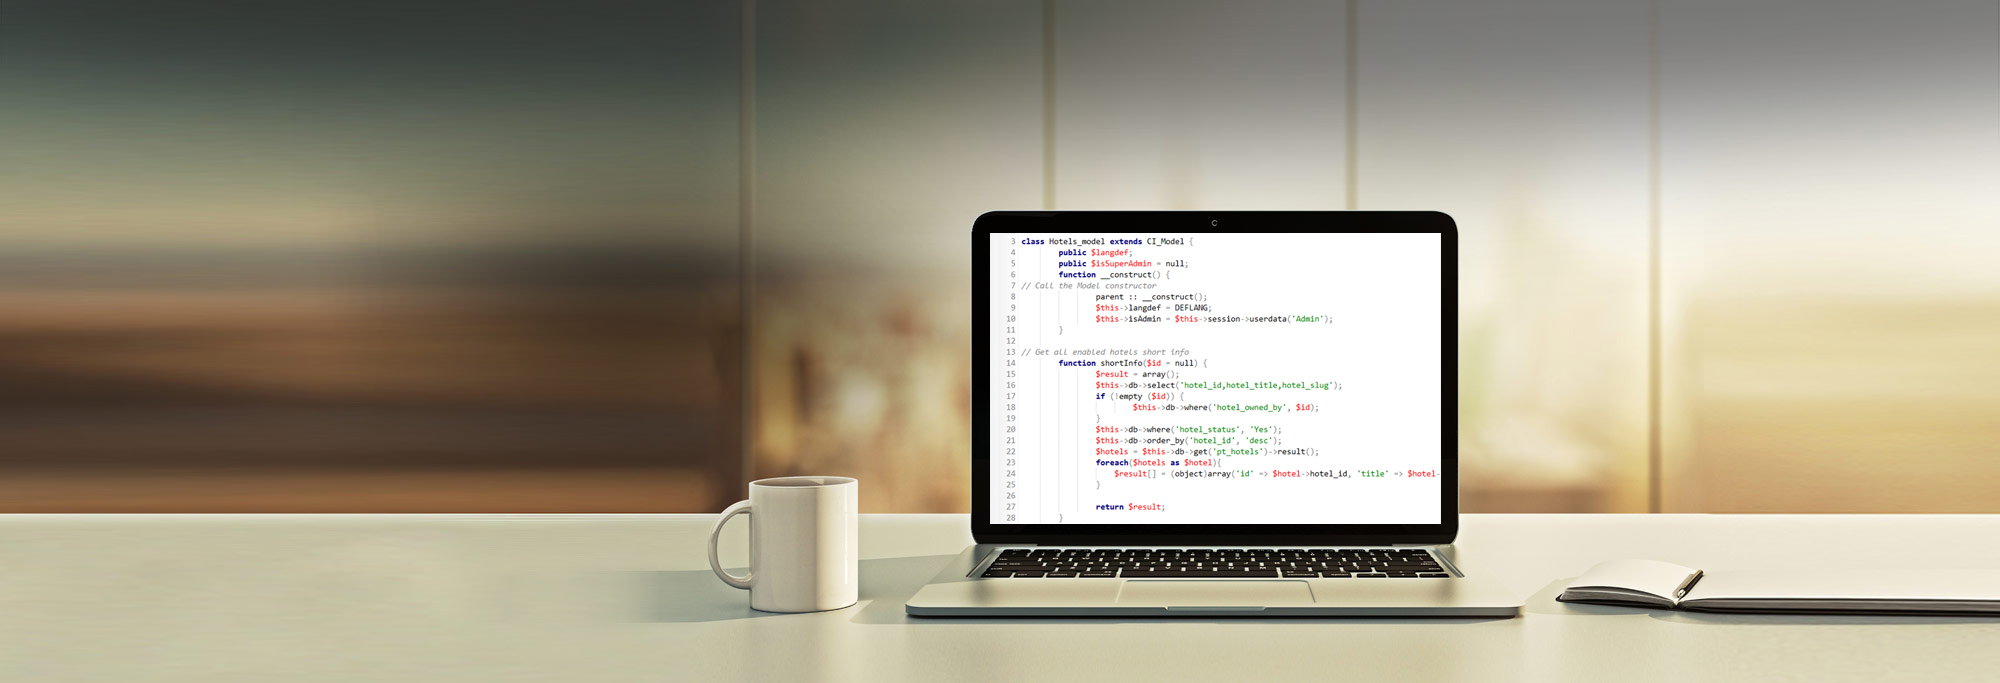 3 class Hotels_model extends CI_Model {
4 public $langdef;
5 public $isSuperAdmin = null;
6 function __construct() {
7 // Call the Model constructor
8 parent :: __construct();
9 $this->langdef = DEFLANG;
10 $this->isAdmin = $this->session->userdata('Admin');
11 }
12
13 // Get all enabled hotels short info
14 function shortInfo($id = null) {
15 $result = array();
16 $this->db->select('hotel_id,hotel_title,hotel_slug');
17 if (!empty ($id)) {
18 $this->db->where('hotel_owned_by', $id);
19 }
20 $this->db->where('hotel_status', 'Yes');
21 $this->db->order_by('hotel_id', 'desc');
22 $hotels = $this->db->get('pt_hotels')->result();
23 foreach($hotels as $hotel){
24 $result[] = (object)array('id' => $hotel->hotel_id, 'title' => $hotel-
25 }
26
27 return $result;
28 }